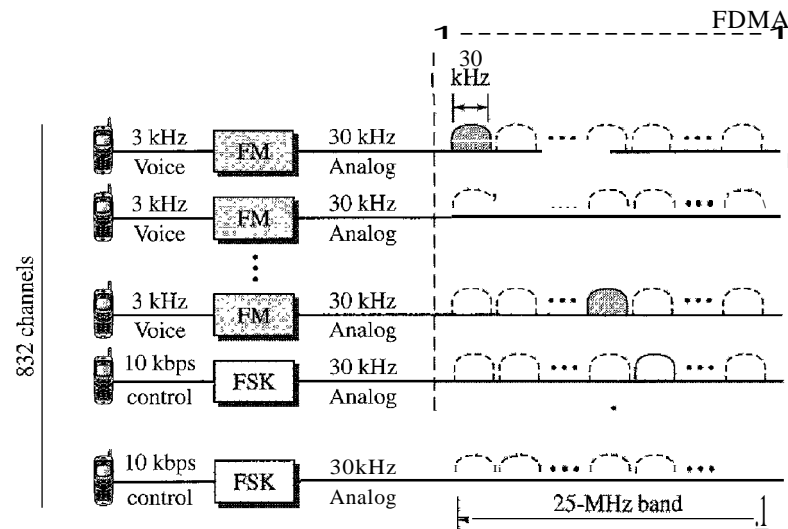 FDMA
30
kHz
3 kHz
Voice
FM
30 kHz
Analog
3 kHz
Voice
FM
30 kHz
Analog
3 kHz
Voice
FM
30 kHz
Analog
10 kbps
control
FSK
30 kHz
Analog
10 kbps
control
FSK
30kHz
Analog
832 channels
25-MHz band